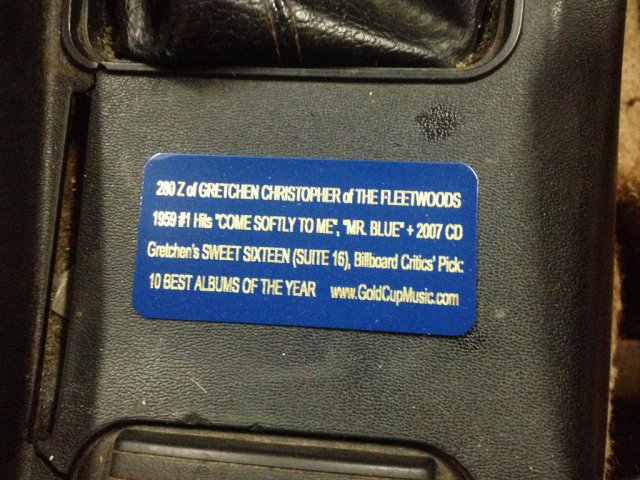 280 Z of GRETCHEN CHRISTOPHER of THE FLEETWOODS
1959 #1 Hits "COME SOFTLY TO ME", "MR. BLUE" + 2007 CD
Gretchen's SWEET SIXTEEN (SUITE 16), Billboard Critics' Pick:
10 BEST ALBUMS OF THE YEAR www.GoldCupMusic.com